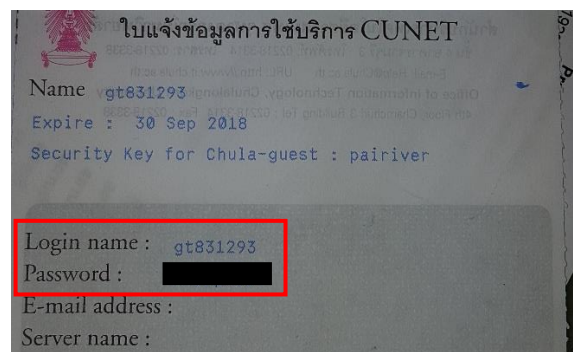 ใบแจ้งข้อมูลการใช้บริการ CUNET
Name gt831293
Expire : 30 Sep 2018
Security Key for Chula-guest : pairiver
Login name : gt831293
Password :
E-mail address :
Server name :